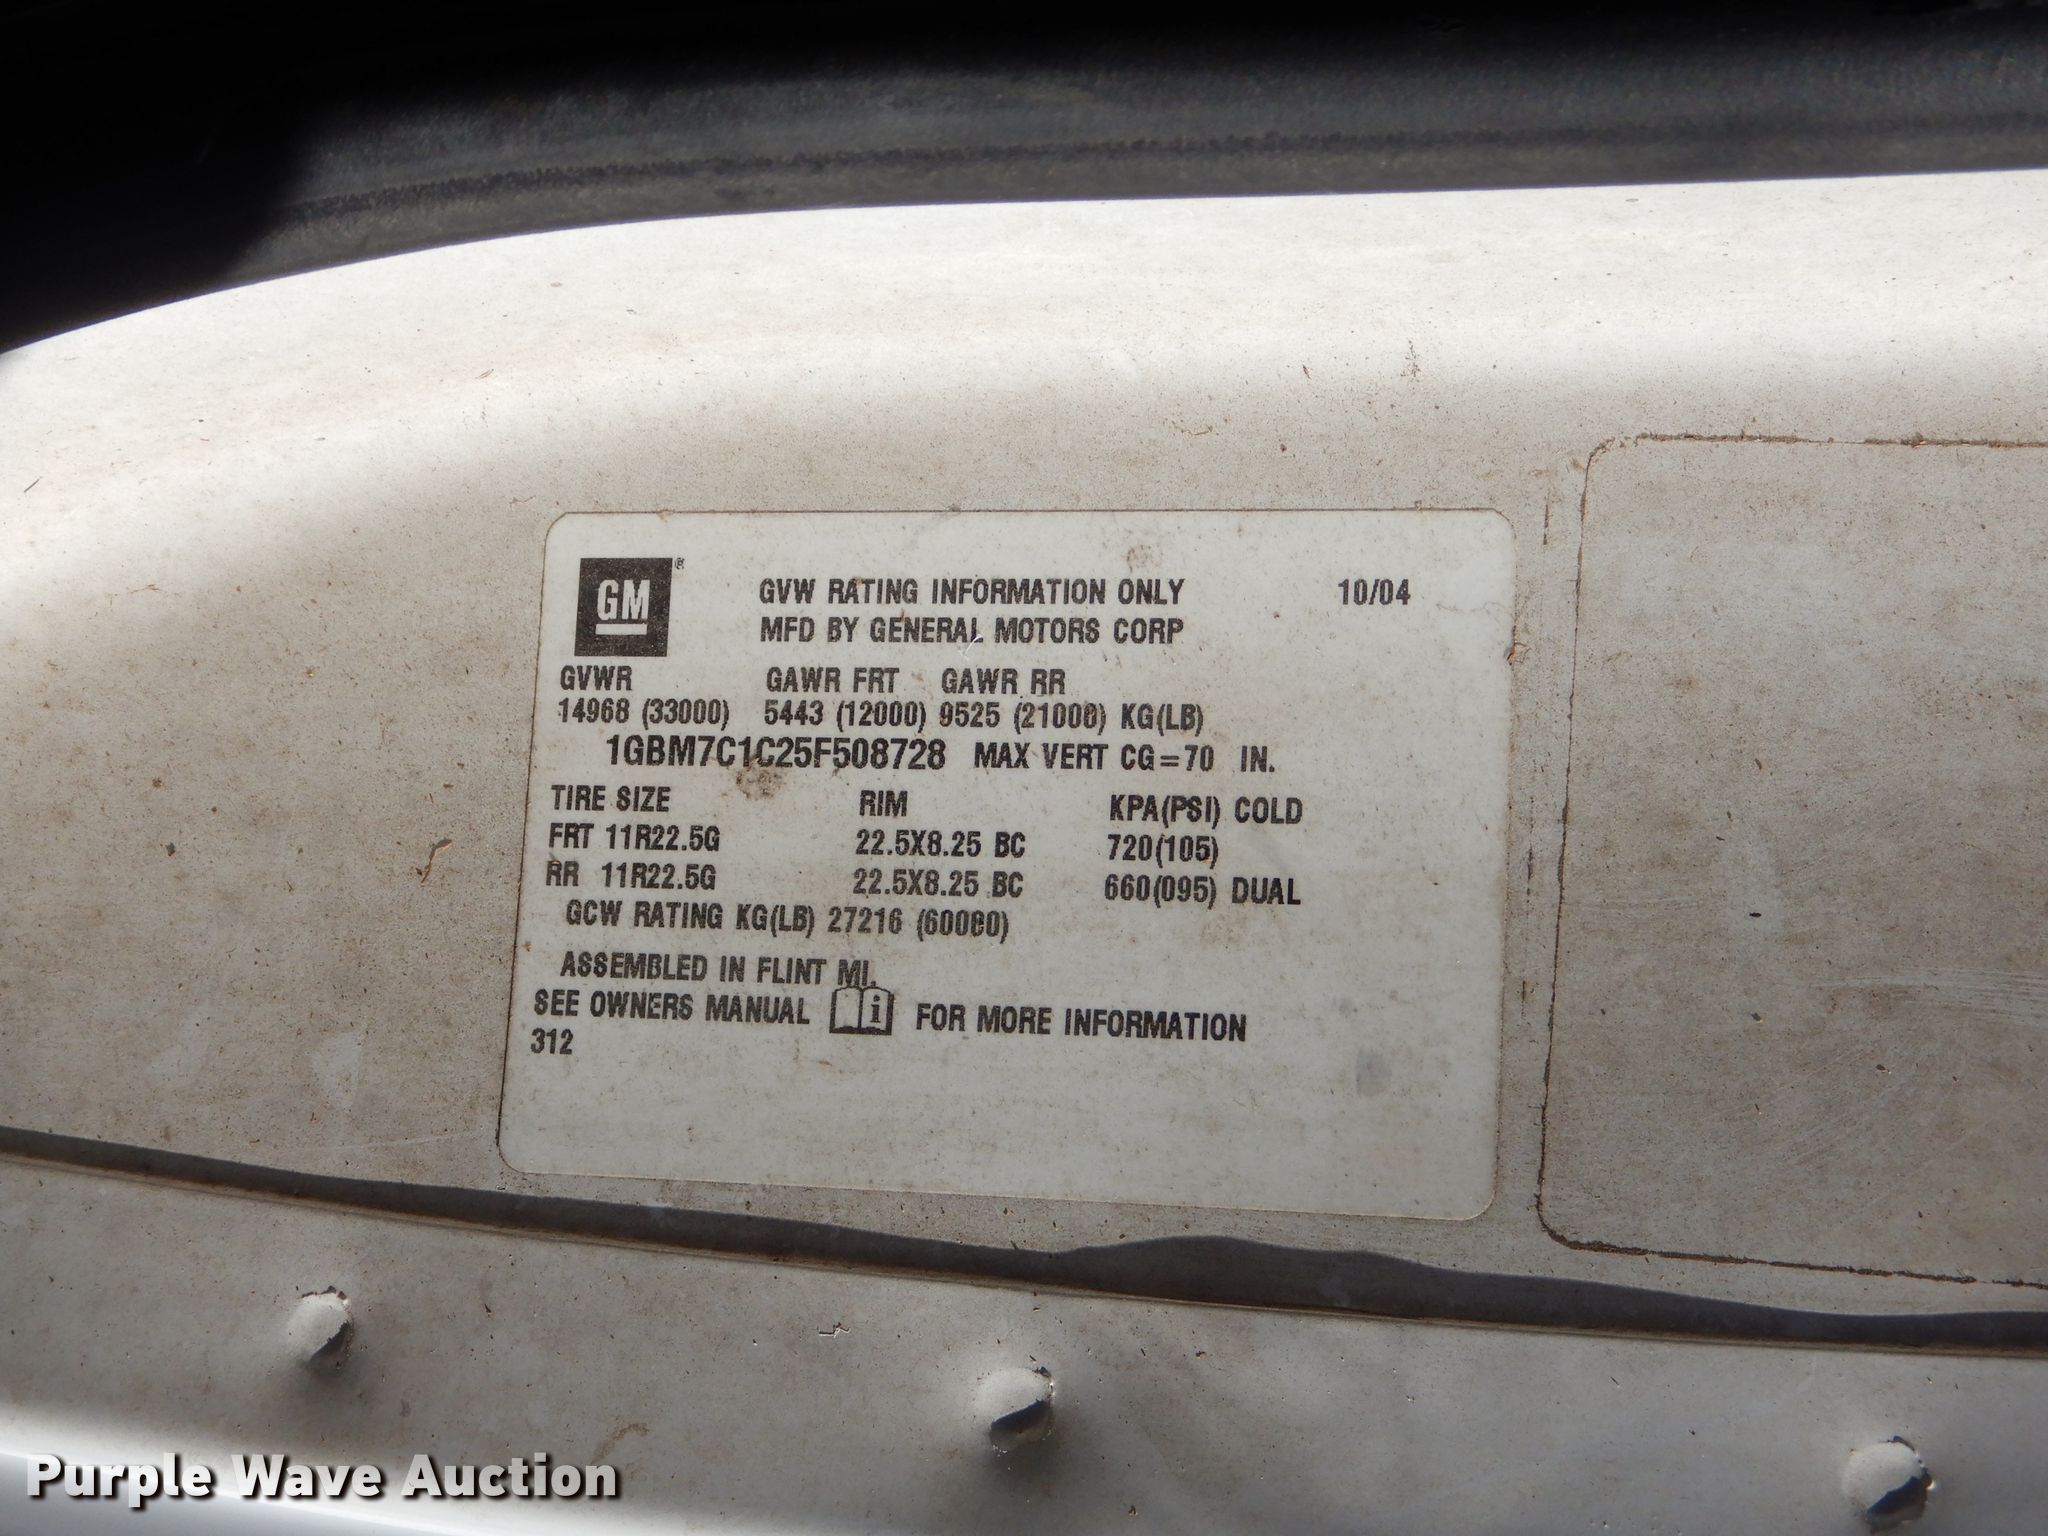 GM®
GVW RATING INFORMATION ONLY 10/04
MFD BY GENERAL MOTORS CORP
GVWR GAWR FRT GAWR RR
14968 (33000) 5443 (12000) 9525 (21000) KG(LB)
1GBM7C1C25F508728 MAX VERT CG=70 IN.
TIRE SIZE RIM KPA(PSI) COLD
FRT 11R22.5G 22.5X8.25 BC 720(105)
RR 11R22.5G 22.5X8.25 BC 660(095) DUAL
GCW RATING KG(LB) 27216 (60000)
ASSEMBLED IN FLINT MI.
SEE OWNERS MANUAL i FOR MORE INFORMATION
312
Purple Wave Auction